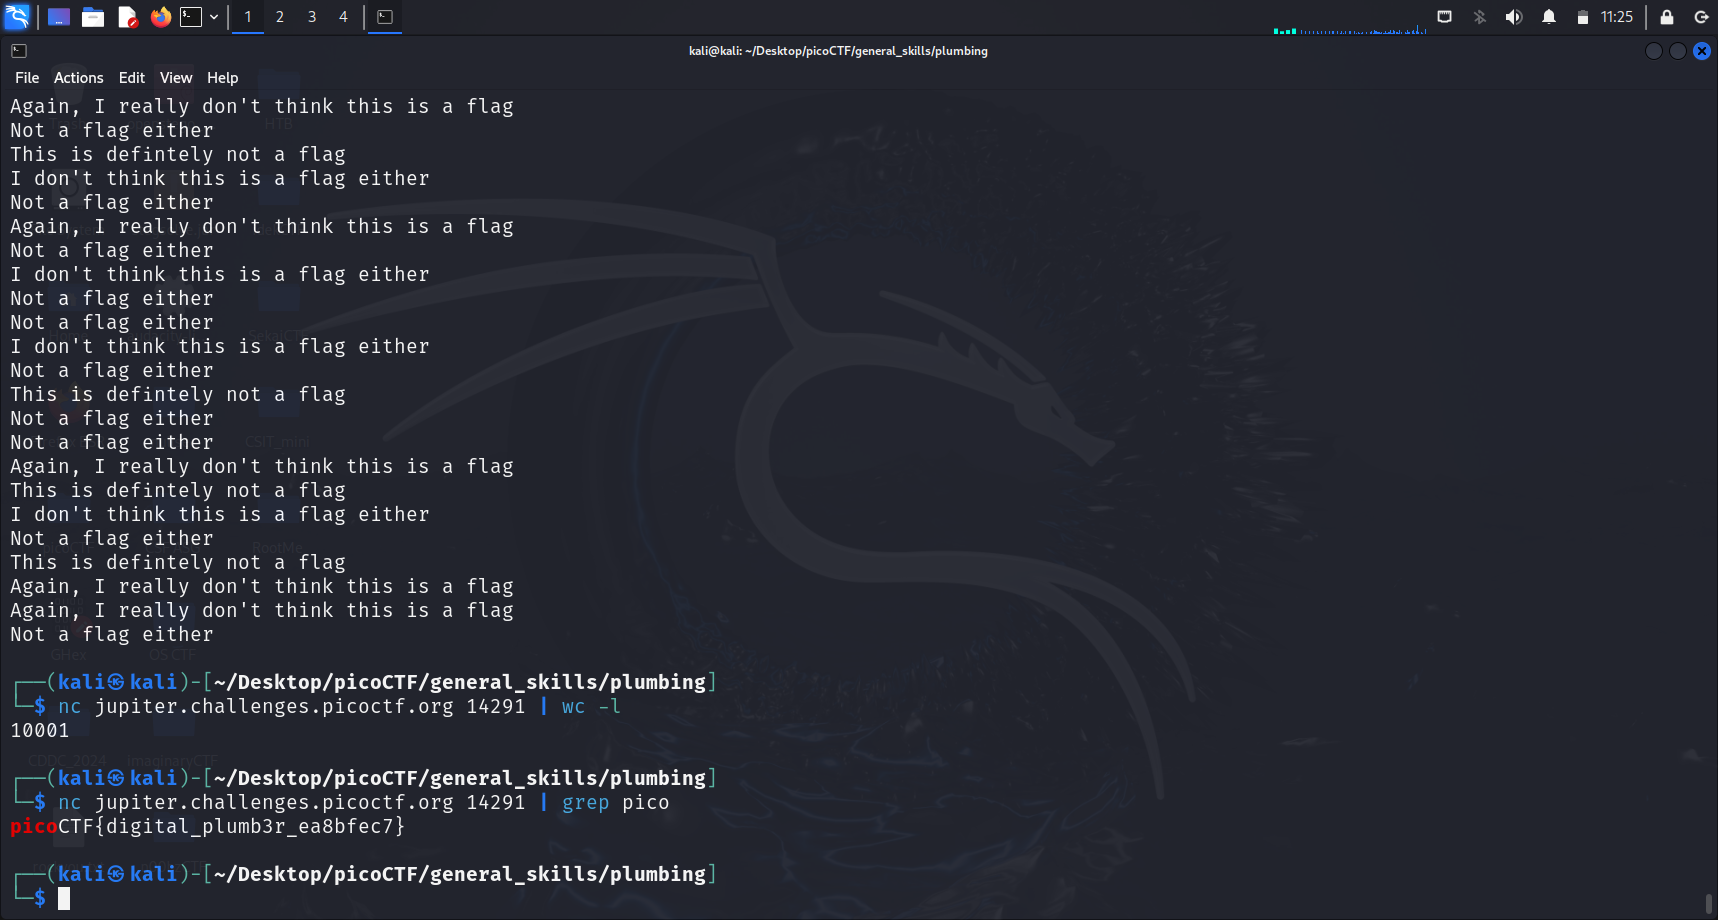 1 2 3 4 11:25
kali@kali: ~/Desktop/picoCTF/general_skills/plumbing
File Actions Edit View Help
Again, I really don't think this is a flag
Not a flag either
This is defintely not a flag
I don't think this is a flag either
Not a flag either
Again, I really don't think this is a flag
Not a flag either
I don't think this is a flag either
Not a flag either
Not a flag either
I don't think this is a flag either
Not a flag either
This is defintely not a flag
Not a flag either
Not a flag either
Again, I really don't think this is a flag
This is defintely not a flag
I don't think this is a flag either
Not a flag either
This is defintely not a flag
Again, I really don't think this is a flag
Again, I really don't think this is a flag
Not a flag either
GHex OS CTF
┌──(kali㉿kali)-[~/Desktop/picoCTF/general_skills/plumbing]
└─$ nc jupiter.challenges.picoctf.org 14291 | wc -l
10001
CDDC_2024 imaginaryCTF
┌──(kali㉿kali)-[~/Desktop/picoCTF/general_skills/plumbing]
└─$ nc jupiter.challenges.picoctf.org 14291 | grep pico
picoCTF{digital_plumb3r_ea8bfec7}
┌──(kali㉿kali)-[~/Desktop/picoCTF/general_skills/plumbing]
└─$
HTB
CSIT_mini
RootMe